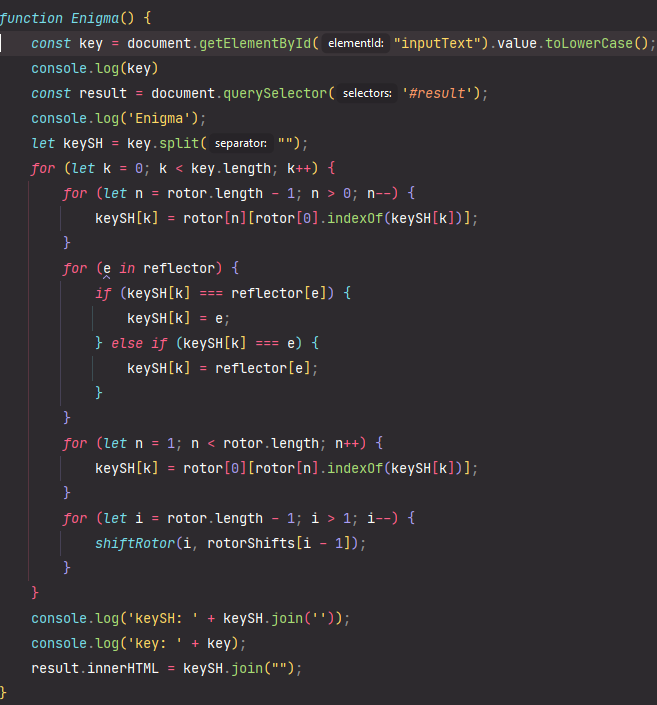 function Enigma() {
    const key = document.getElementById( elementId: "inputText").value.toLowerCase();
    console.log(key)
    const result = document.querySelector( selectors: '#result');
    console.log('Enigma');
    let keySH = key.split( separator: "");
    for (let k = 0; k < key.length; k++) {
        for (let n = rotor.length - 1; n > 0; n--) {
            keySH[k] = rotor[n][rotor[0].indexOf(keySH[k])];
        }
        for (e in reflector) {
            if (keySH[k] === reflector[e]) {
                keySH[k] = e;
            } else if (keySH[k] === e) {
                keySH[k] = reflector[e];
            }
        }
        for (let n = 1; n < rotor.length; n++) {
            keySH[k] = rotor[0][rotor[n].indexOf(keySH[k])];
        }
        for (let i = rotor.length - 1; i > 1; i--) {
            shiftRotor(i, rotorShifts[i - 1]);
        }
    }
    console.log('keySH: ' + keySH.join(''));
    console.log('key: ' + key);
    result.innerHTML = keySH.join("");
}